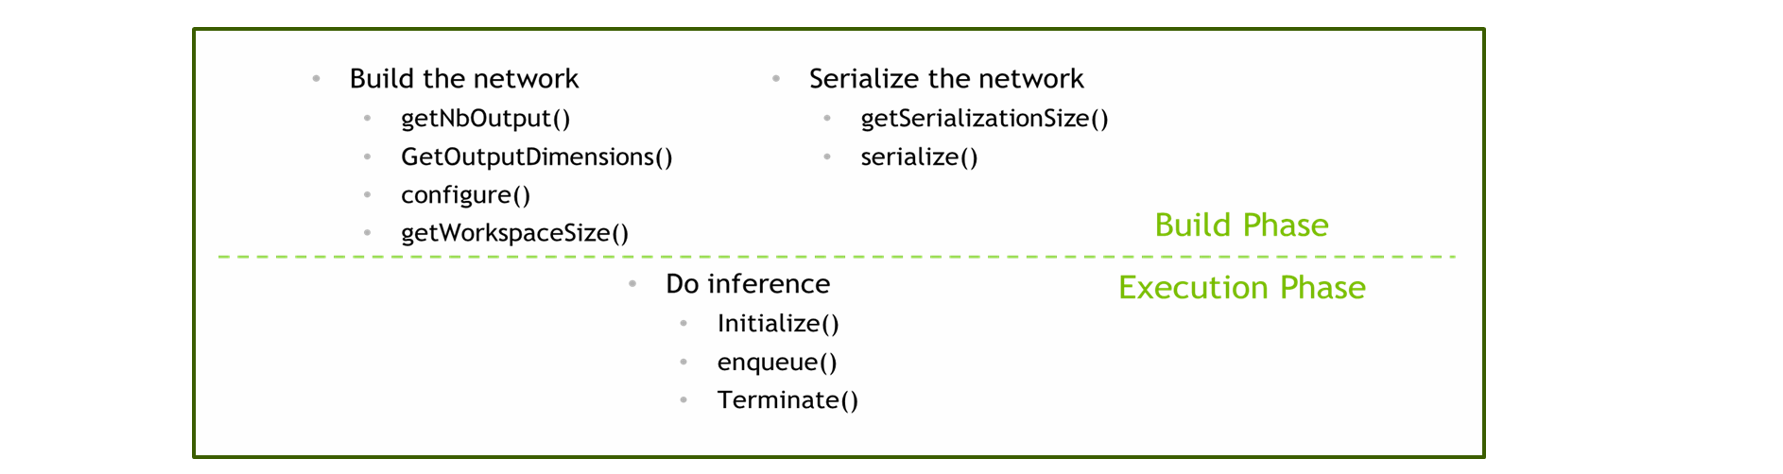 Build the network
getNbOutput()
GetOutputDimensions()
configure()
getWorkspaceSize()
Serialize the network
getSerializationSize()
serialize()
Build Phase
Execution Phase
Do inference
Initialize()
enqueue()
Terminate()